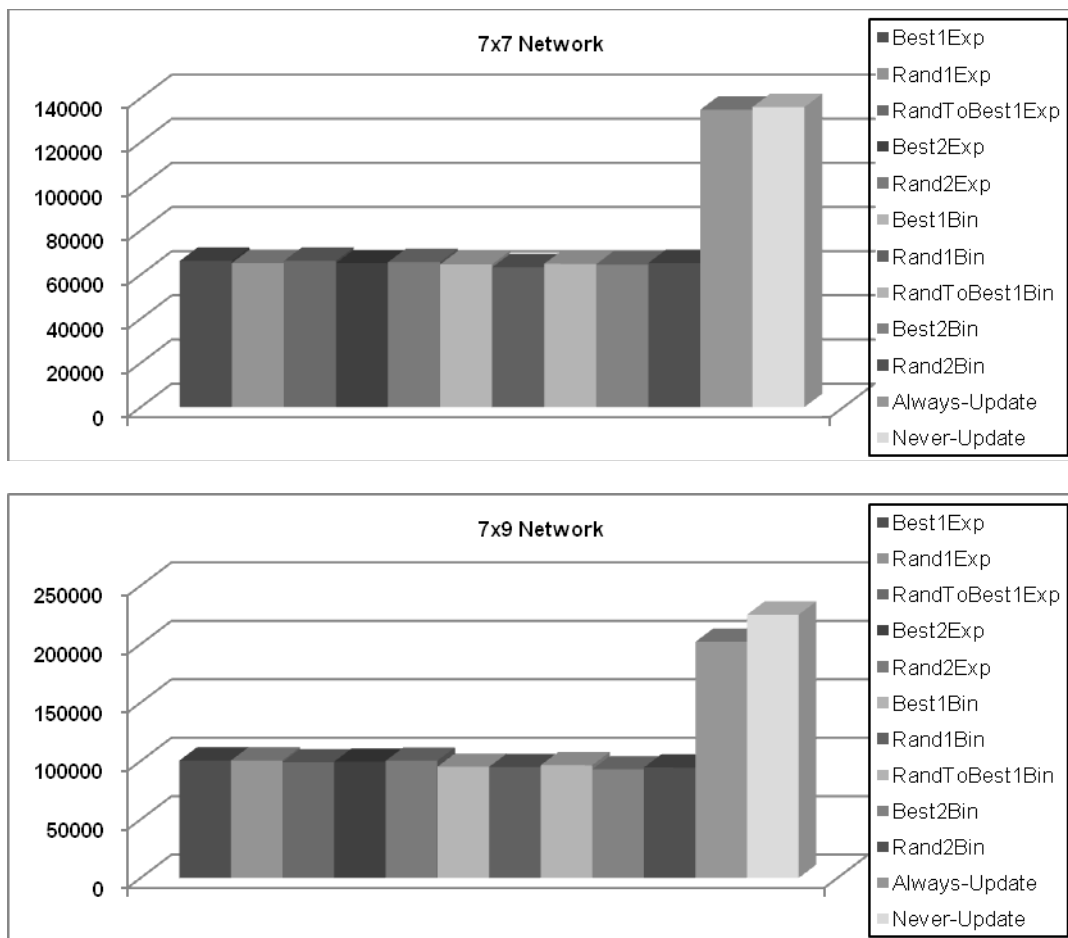 7x7 Network
140000
120000
100000
80000
60000
40000
20000
0
Best1Exp
Rand1Exp
RandToBest1Exp
Best2Exp
Rand2Exp
Best1Bin
Rand1Bin
RandToBest1Bin
Best2Bin
Rand2Bin
Always-Update
Never-Update
7x9 Network
250000
200000
150000
100000
50000
0
Best1Exp
Rand1Exp
RandToBest1Exp
Best2Exp
Rand2Exp
Best1Bin
Rand1Bin
RandToBest1Bin
Best2Bin
Rand2Bin
Always-Update
Never-Update